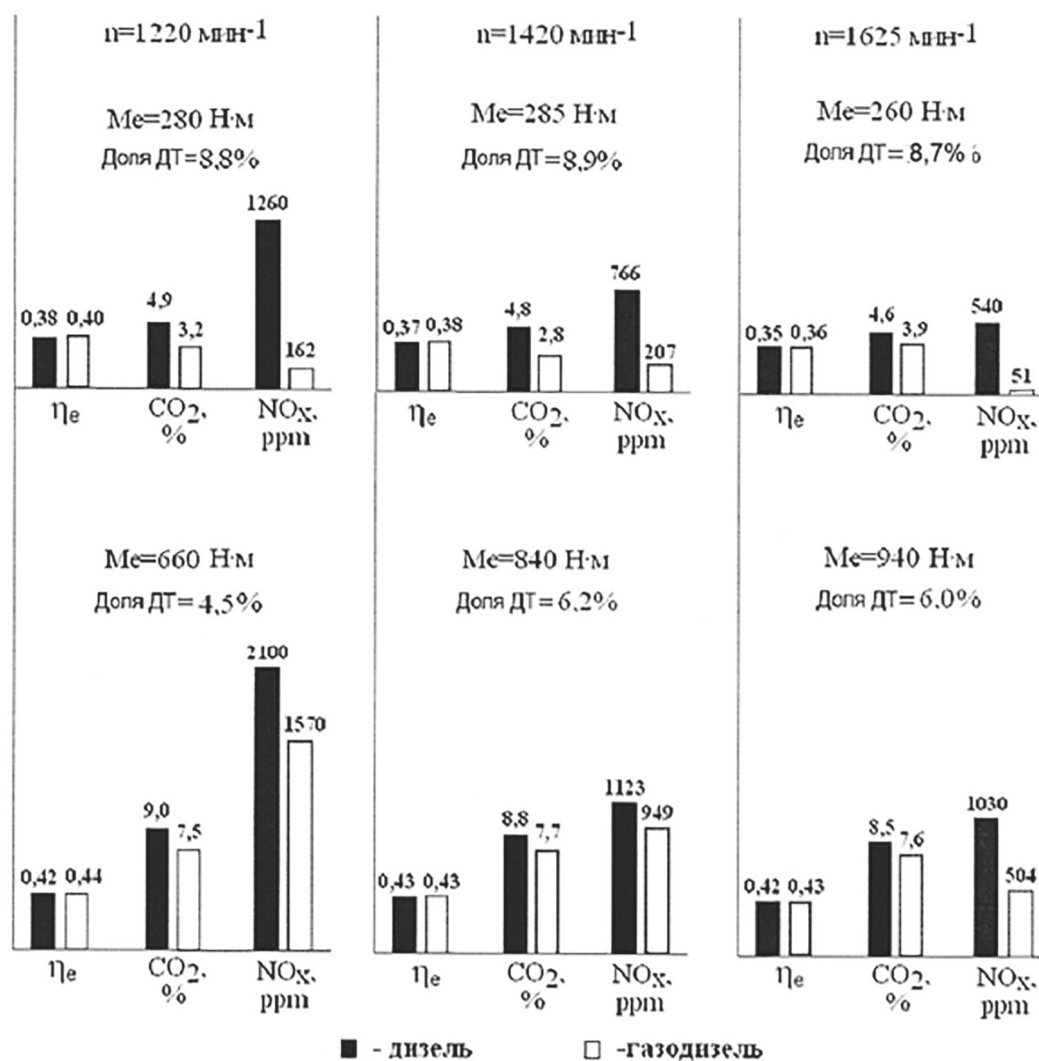 n=1220 мин-1
n=1420 мин-1
n=1625 мин-1
Me=280 Н·м
Доля ДТ=8,8%
Me=285 Н·м
Доля ДТ=8,9%
Me=260 Н·м
Доля ДТ=8,7%
1260
4,9
0,38 0,40
3,2
162
766
4,8
0,37 0,38
2,8
207
540
4,6
0,35 0,36
3,9
51
ηe
CO2,
%
NOX,
ppm
ηe
CO2,
%
NOX,
ppm
ηe
CO2,
%
NOX,
ppm
Me=660 Н·м
Доля ДТ=4,5%
Me=840 Н·м
Доля ДТ=6,2%
Me=940 Н·м
Доля ДТ=6,0%
2100
1570
9,0
7,5
0,42 0,44
1123
949
8,8
7,7
0,43 0,43
1030
8,5
7,6
504
0,42 0,43
ηe
CO2,
%
NOX,
ppm
ηe
CO2,
%
NOX,
ppm
ηe
CO2,
%
NOX,
ppm
- дизель
-газодизель